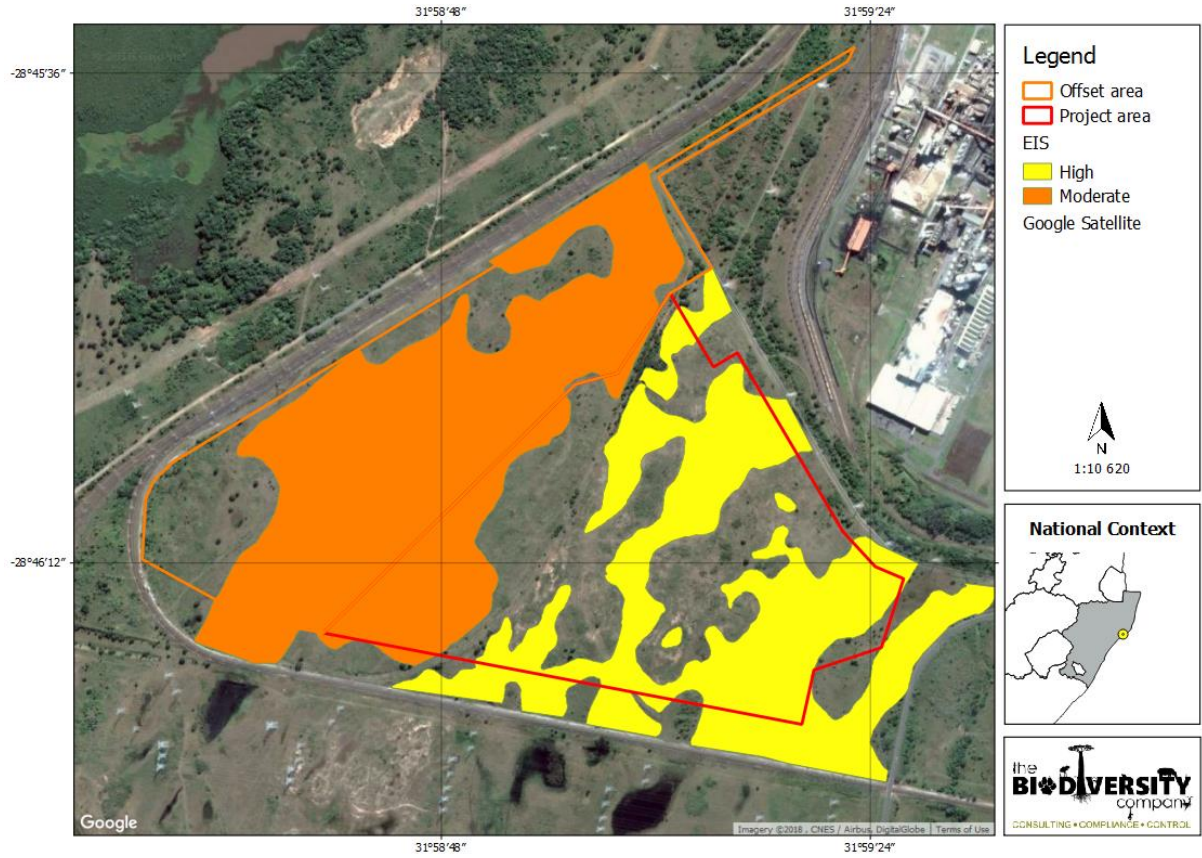 31°58′48″ 31°59′24″
-28°45′36″
-28°46′12″
Google
Imagery ©2018 , CNES / Airbus, DigitalGlobe | Terms of Use
31°58′48″ 31°59′24″
Legend
Offset area
Project area
EIS
High
Moderate
Google Satellite
N
1:10 620
National Context
the
BIODIVERSITY
company
CONSULTING • COMPLIANCE • CONTROL